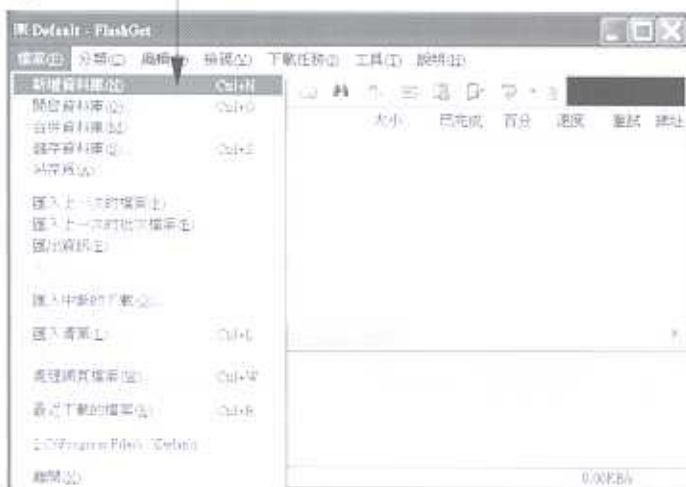 Default - FlashGet
檔案(F) 分類(C) 編輯 檢視(V) 下載任務(J) 工具(T) 說明(H)
新增資料庫(N) Ctrl+N
開啟資料庫(O) Ctrl+O
合併資料庫(M)
儲存資料庫(S) Ctrl+S
另存為(A)
大小 已完成 百分 速度 重試 網址
匯入上一次的檔案(I)
匯入上一次的批次檔案(E)
匯出資訊(E)
匯入中斷的下載
匯入清單(L) Ctrl+L
處理網頁檔案(W) Ctrl+W
最近下載的檔案 Ctrl+R
離開(X)
0.00KB/s